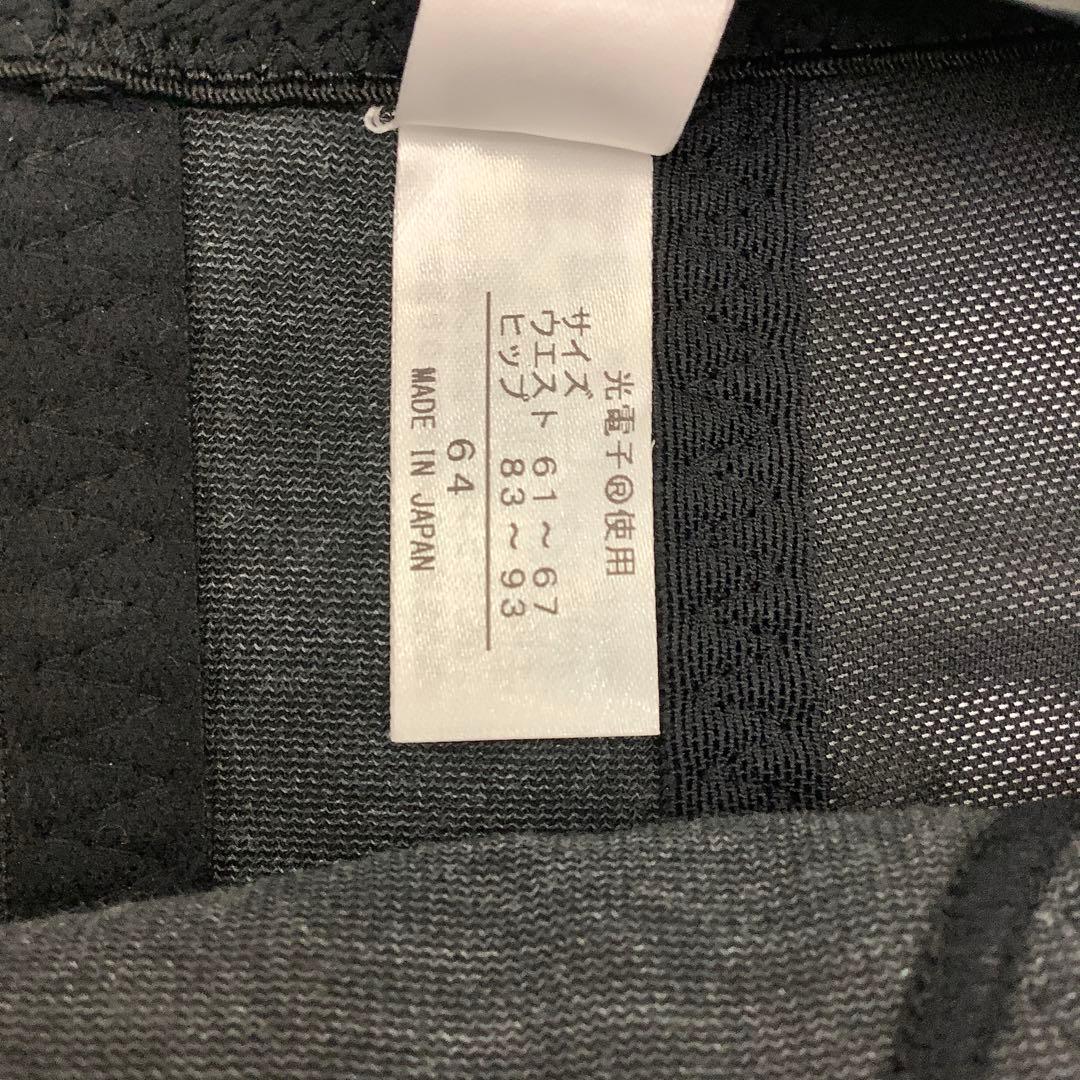 光電子®使用
サイズ
ウエスト 61～67
ヒップ 83～93
64
MADE IN JAPAN